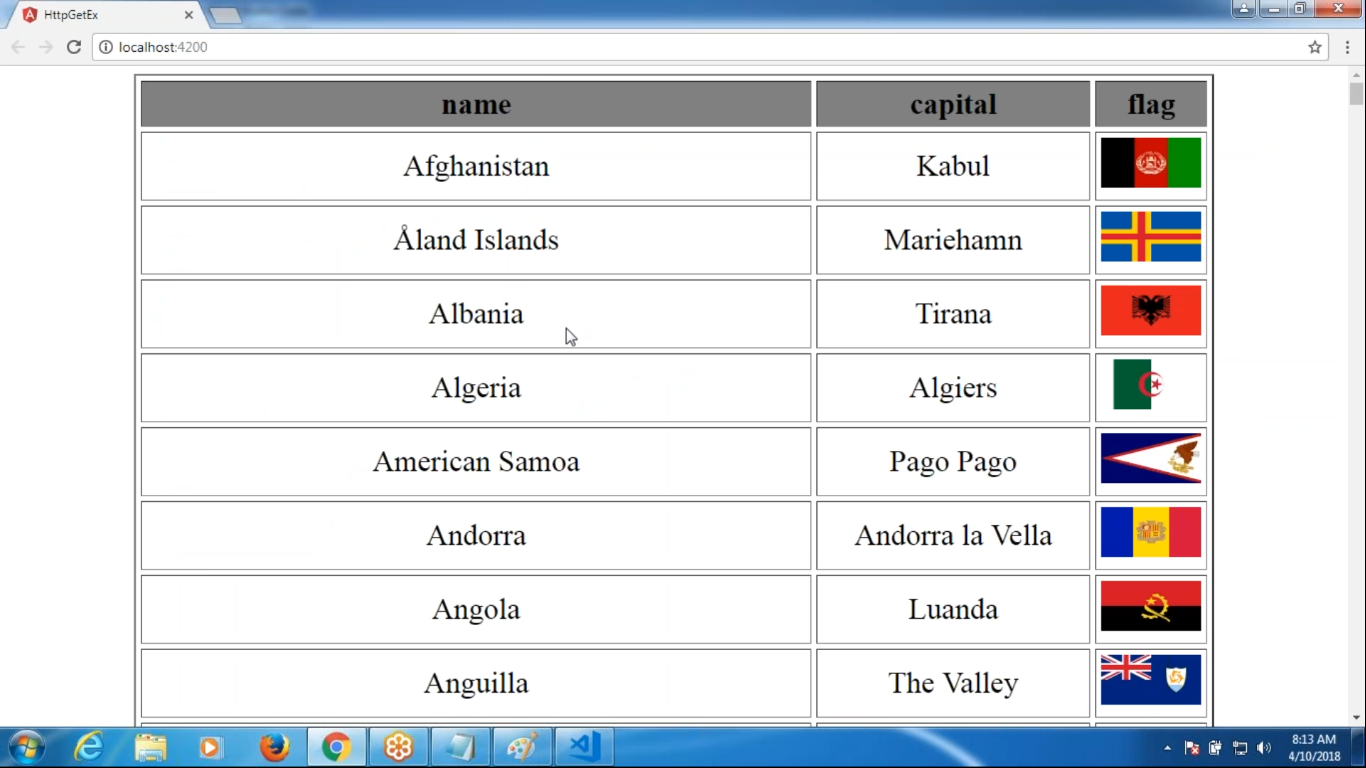 HttpGetEx
localhost:4200
name capital flag
Afghanistan Kabul
Åland Islands Mariehamn
Albania Tirana
Algeria Algiers
American Samoa Pago Pago
Andorra Andorra la Vella
Angola Luanda
Anguilla The Valley
8:13 AM
4/10/2018